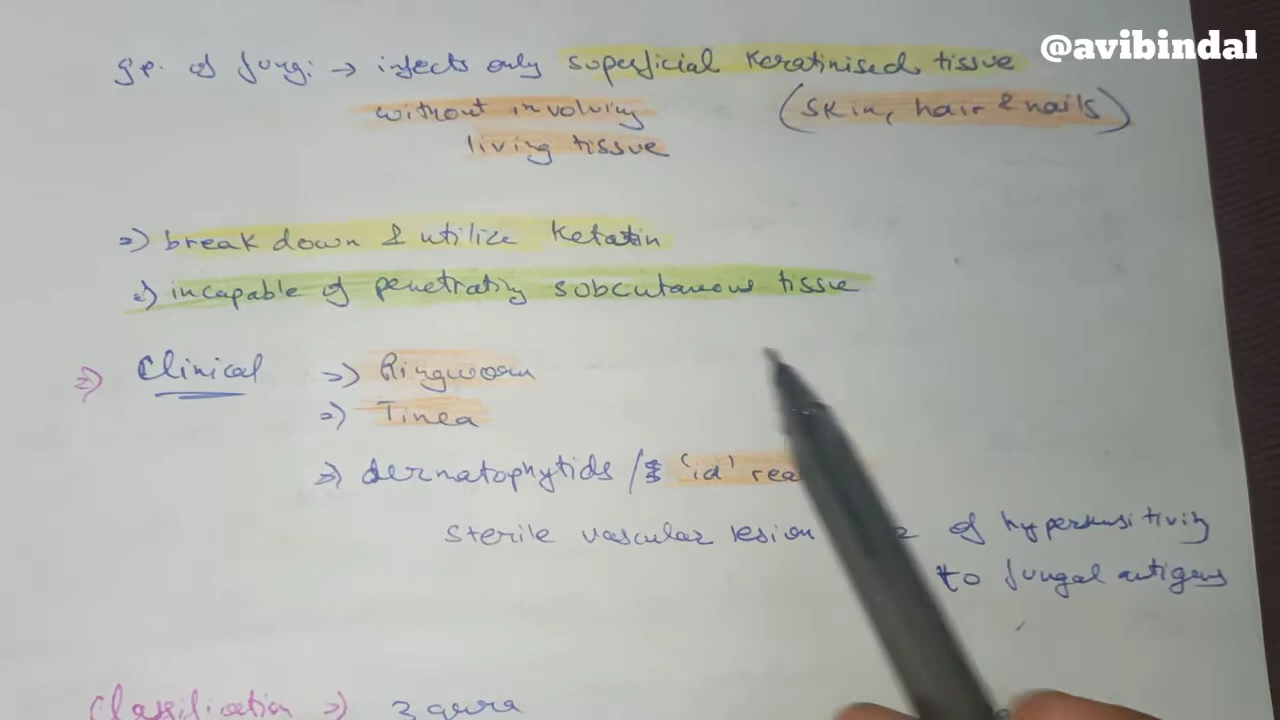 @avibindal
gp. of fungi → infects only superficial Keratinised tissue
without involving (skin, hair & nails)
living tissue
=) break down & utilize Keratin
=) incapable of penetrating subcutaneous tissue
=) Clinical =) Ringworm
=) Tinea
=) dermatophytids / 'id' rea
sterile vascular lesion of hypersensitivity
to fungal antigens
Classification =) 3 genra